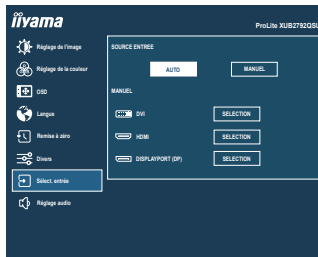 iiyama
ProLite XUB2792QSU
Réglage de l'image
Réglage de la couleur
OSD
Langue
Remise à zéro
Divers
Sélect. entrée
Réglage audio
SOURCE ENTREE
AUTO
MANUEL
MANUEL
DVI
SELECTION
HDMI
SELECTION
DISPLAYPORT (DP)
SELECTION